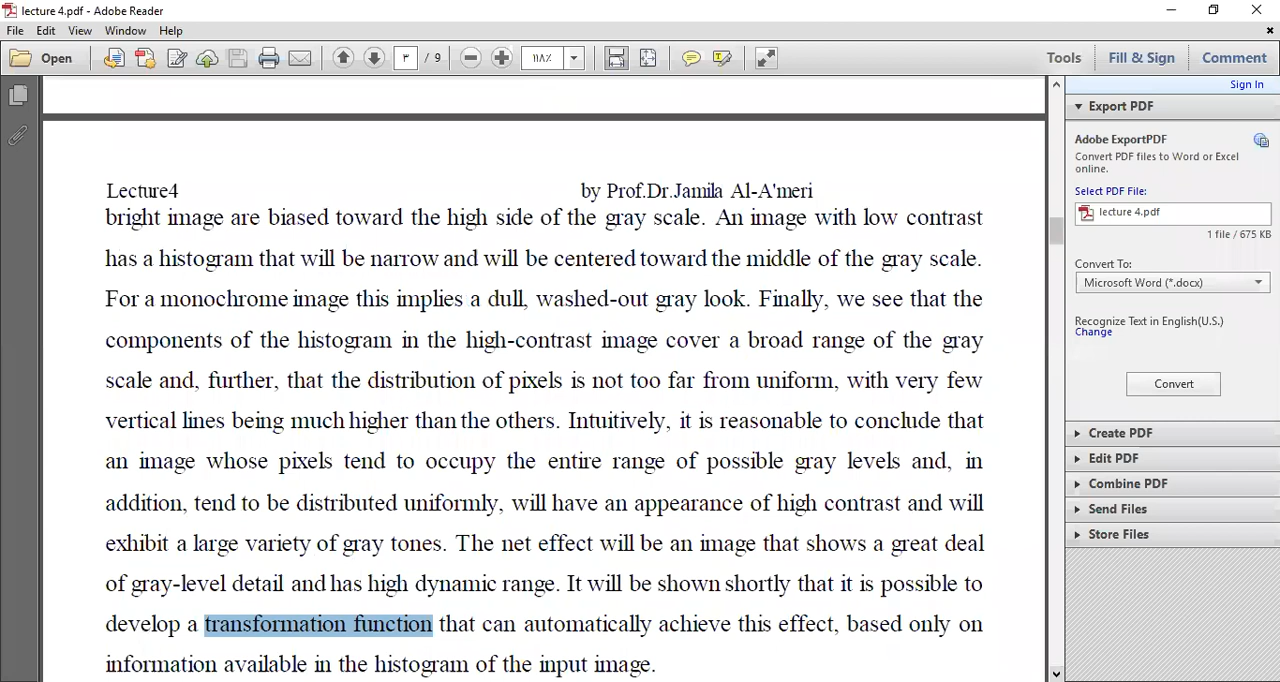 lecture 4.pdf - Adobe Reader
File Edit View Window Help
Open ٣ / 9 ١١٨٪ Tools Fill & Sign Comment
Sign In
Export PDF
Adobe ExportPDF
Convert PDF files to Word or Excel
online.
Select PDF File:
lecture 4.pdf
1 file / 675 KB
Convert To:
Microsoft Word (*.docx)
Recognize Text in English(U.S.)
Change
Convert
Create PDF
Edit PDF
Combine PDF
Send Files
Store Files
Lecture4 by Prof.Dr.Jamila Al-A'meri
bright image are biased toward the high side of the gray scale. An image with low contrast
has a histogram that will be narrow and will be centered toward the middle of the gray scale.
For a monochrome image this implies a dull, washed-out gray look. Finally, we see that the
components of the histogram in the high-contrast image cover a broad range of the gray
scale and, further, that the distribution of pixels is not too far from uniform, with very few
vertical lines being much higher than the others. Intuitively, it is reasonable to conclude that
an image whose pixels tend to occupy the entire range of possible gray levels and, in
addition, tend to be distributed uniformly, will have an appearance of high contrast and will
exhibit a large variety of gray tones. The net effect will be an image that shows a great deal
of gray-level detail and has high dynamic range. It will be shown shortly that it is possible to
develop a transformation function that can automatically achieve this effect, based only on
information available in the histogram of the input image.